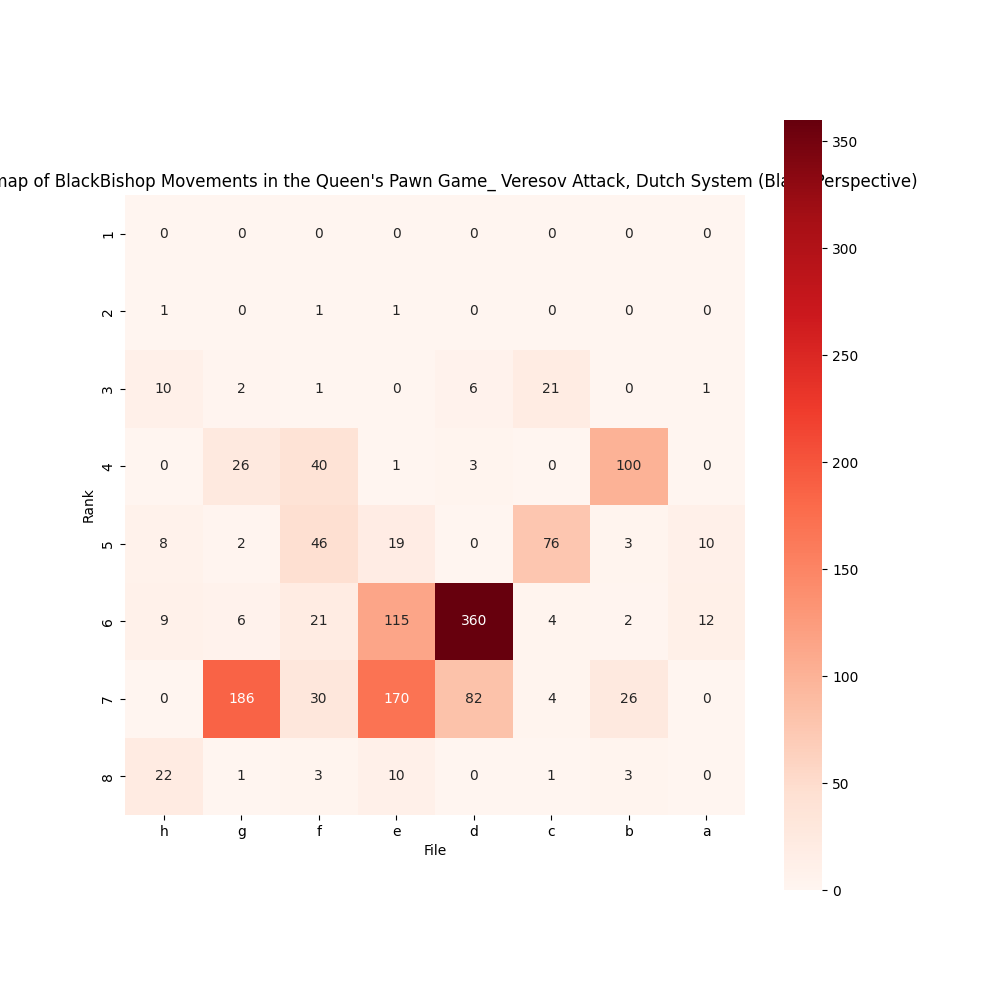 map of BlackBishop Movements in the Queen's Pawn Game_ Veresov Attack, Dutch System (Bla Perspective)
1 0 0 0 0 0 0 0 0
2 1 0 1 1 0 0 0 0
3 10 2 1 0 6 21 0 1
4 0 26 40 1 3 0 100 0
5 8 2 46 19 0 76 3 10
6 9 6 21 115 360 4 2 12
7 0 186 30 170 82 4 26 0
8 22 1 3 10 0 1 3 0
h g f e d c b a
File
Rank
350
300
250
200
150
100
50
0